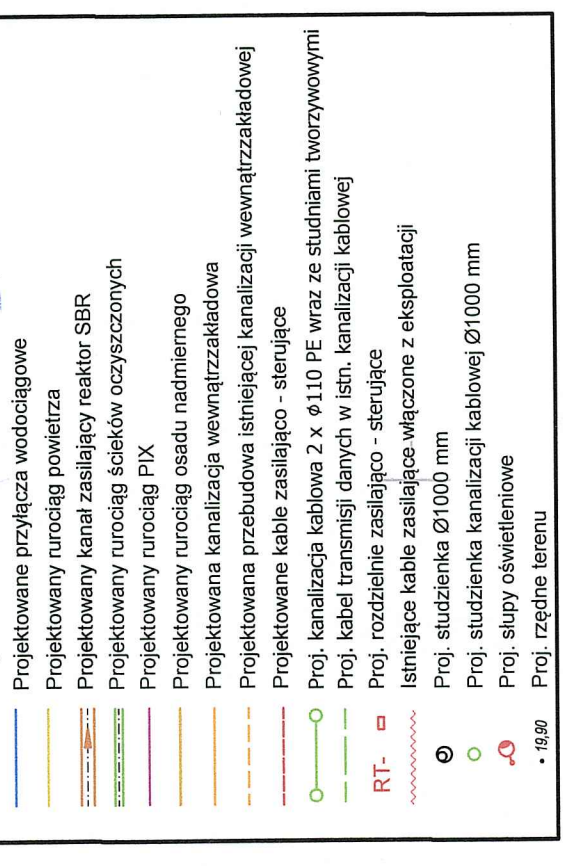 Projektowane przyłącza wodociągowe
Projektowany rurociąg powietrza
Projektowany kanał zasilający reaktor SBR
Projektowany rurociąg ścieków oczyszczonych
Projektowany rurociąg PIX
Projektowany rurociąg osadu nadmiernego
Projektowana kanalizacja wewnątrzzakładowa
Projektowana przebudowa istniejącej kanalizacji wewnątrzzakładowej
Projektowane kable zasilająco - sterujące
Proj. kanalizacja kablowa 2 x ϕ110 PE wraz ze studniami tworzywowymi
Proj. kabel transmisji danych w istn. kanalizacji kablowej
RT- Proj. rozdzielnie zasilająco - sterujące
Istniejące kable zasilające włączone z eksploatacji
Proj. studzienka Ø1000 mm
Proj. studzienka kanalizacji kablowej Ø1000 mm
Proj. słupy oświetleniowe
• 19,90 Proj. rzędne terenu